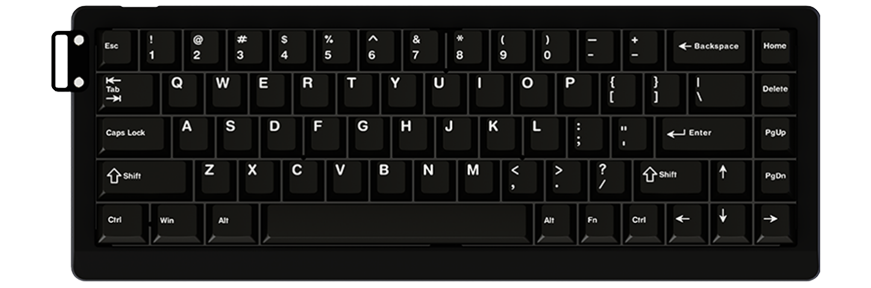 Esc ! 1 @ 2 # 3 $ 4 % 5 ^ 6 & 7 * 8 ( 9 ) 0 — – + – ← Backspace Home
⇤ Tab ⇥ Q W E R T Y U I O P { [ } ] | \ Delete
Caps Lock A S D F G H J K L : ; " ' ↵ Enter PgUp
⇧ Shift Z X C V B N M < , > . ? / ⇧ Shift ↑ PgDn
Ctrl Win Alt Alt Fn Ctrl ← ↓ →